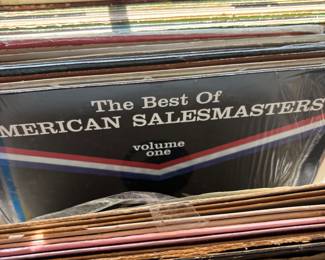 The Best Of
MERICAN SALESMASTERS
volume
one